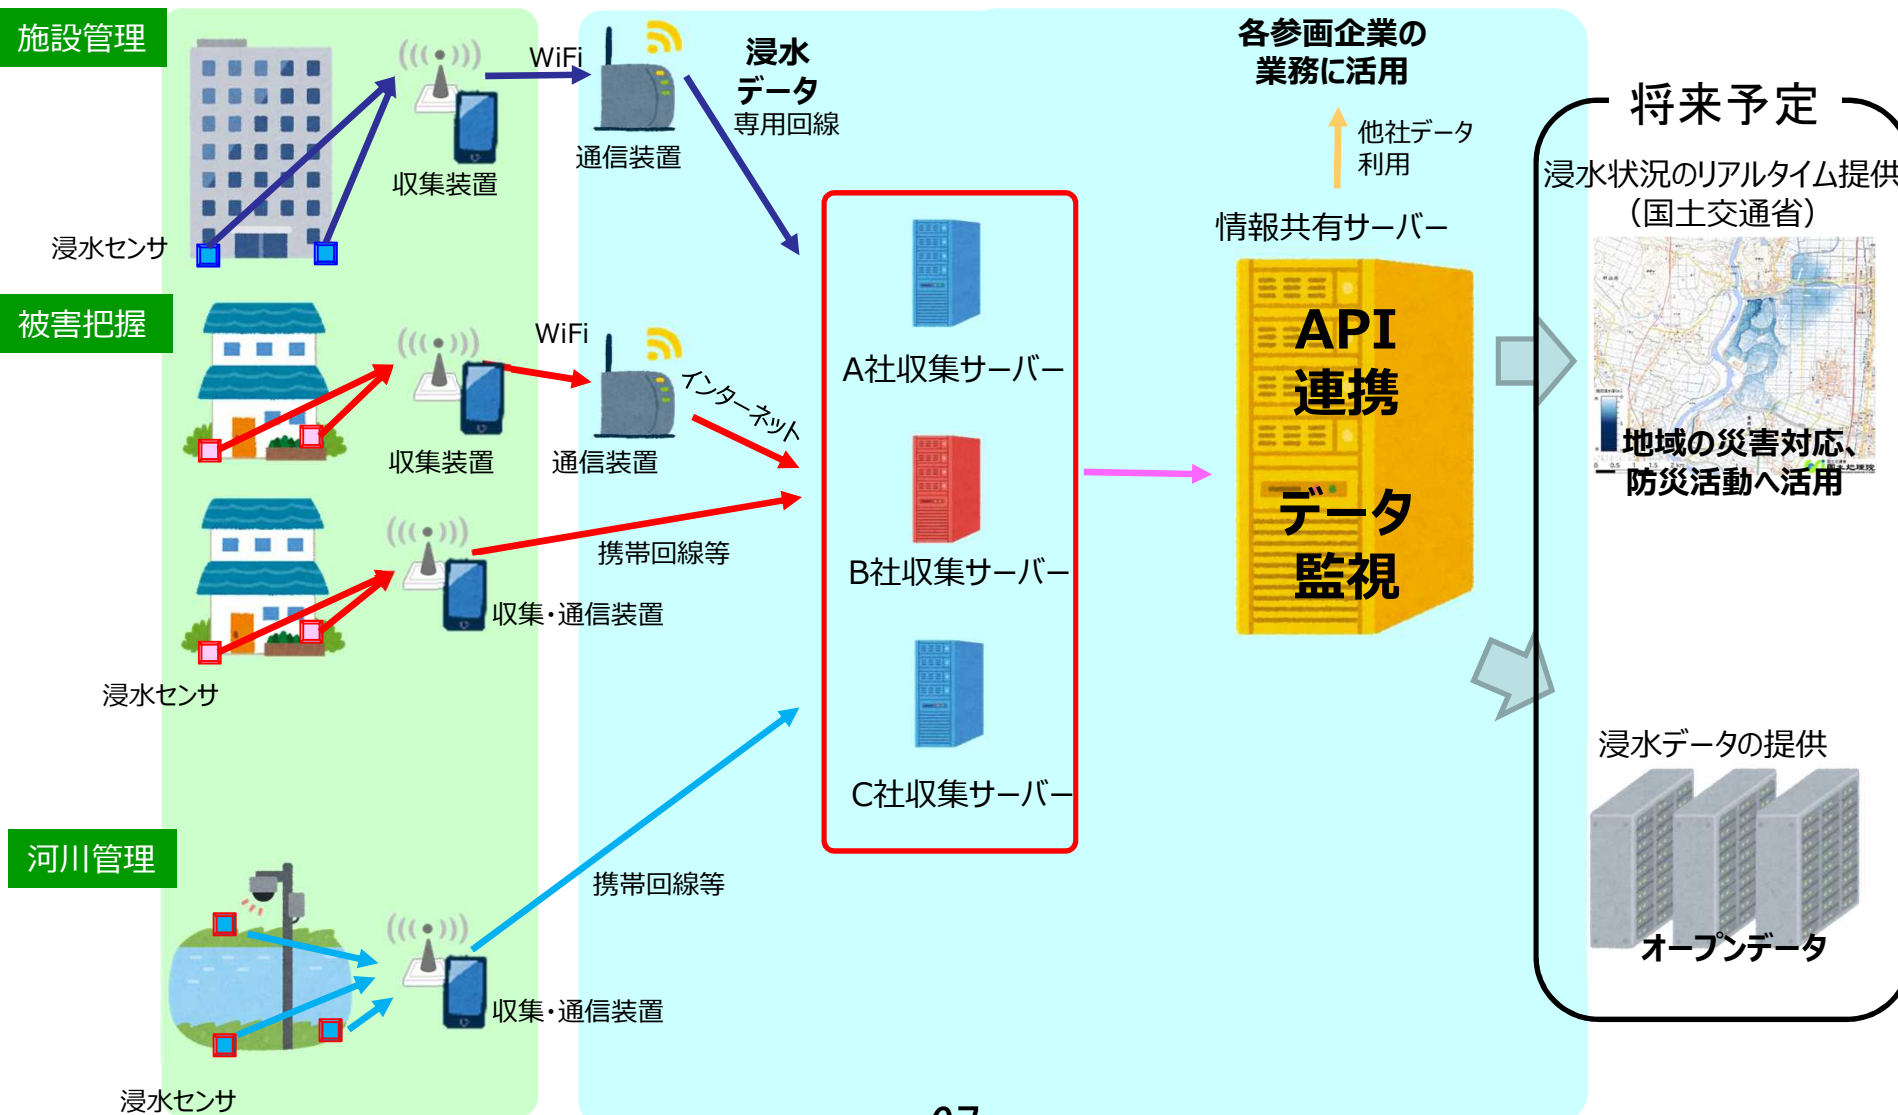 施設管理
WiFi
浸水
データ
専用回線
通信装置
収集装置
浸水センサ
被害把握
WiFi
インターネット
収集装置
通信装置
携帯回線等
収集・通信装置
浸水センサ
河川管理
携帯回線等
収集・通信装置
浸水センサ
A社収集サーバー
B社収集サーバー
C社収集サーバー
各参画企業の
業務に活用
他社データ
利用
情報共有サーバー
API
連携
データ
監視
将来予定
浸水状況のリアルタイム提供
（国土交通省）
地域の災害対応、
防災活動へ活用
国土地理院
浸水データの提供
オープンデータ